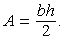 A = bh/2.